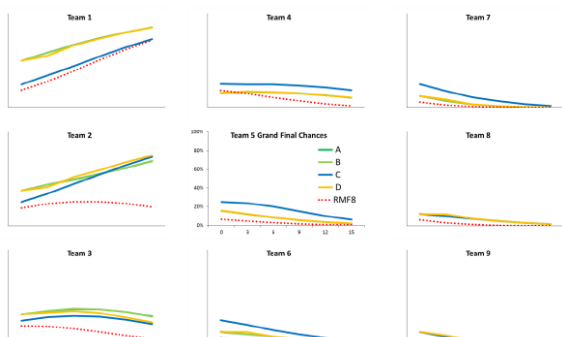 Team 1
Team 4
Team 7
Team 2
Team 5 Grand Final Chances
Team 8
100%
80%
60%
40%
20%
0%
0 3 6 9 12 15
A
B
C
D
RMF8
Team 3
Team 6
Team 9